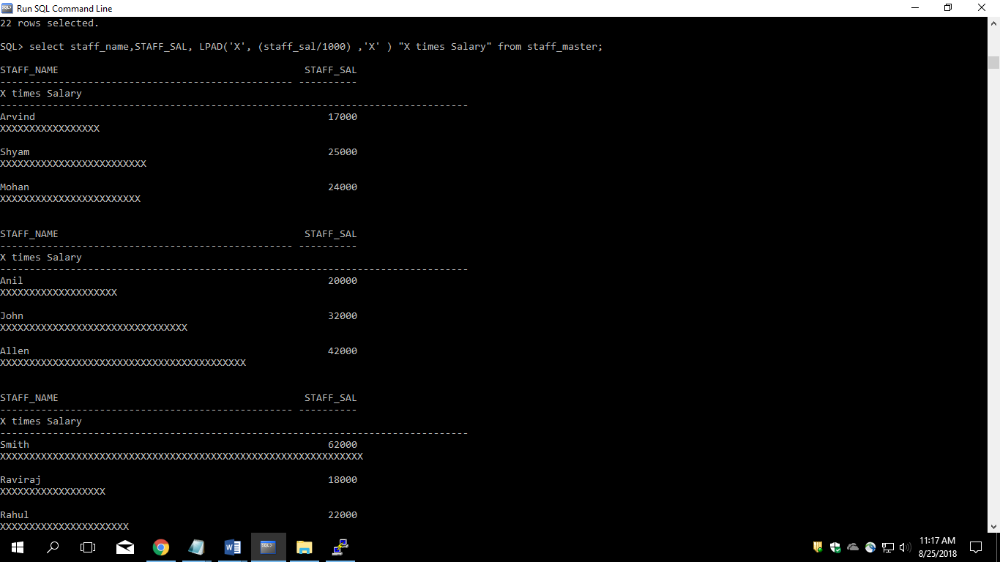 Run SQL Command Line
22 rows selected.
SQL> select staff_name,STAFF_SAL, LPAD('X', (staff_sal/1000) ,'X' ) "X times Salary" from staff_master;
STAFF_NAME STAFF_SAL
-------------------------------------------------- ----------
X times Salary
--------------------------------------------------------------------------------
Arvind 17000
XXXXXXXXXXXXXXXXX
Shyam 25000
XXXXXXXXXXXXXXXXXXXXXXXXX
Mohan 24000
XXXXXXXXXXXXXXXXXXXXXXXX
STAFF_NAME STAFF_SAL
-------------------------------------------------- ----------
X times Salary
--------------------------------------------------------------------------------
Anil 20000
XXXXXXXXXXXXXXXXXXXX
John 32000
XXXXXXXXXXXXXXXXXXXXXXXXXXXXXXXX
Allen 42000
XXXXXXXXXXXXXXXXXXXXXXXXXXXXXXXXXXXXXXXXXX
STAFF_NAME STAFF_SAL
-------------------------------------------------- ----------
X times Salary
--------------------------------------------------------------------------------
Smith 62000
XXXXXXXXXXXXXXXXXXXXXXXXXXXXXXXXXXXXXXXXXXXXXXXXXXXXXXXXXXXXXX
Raviraj 18000
XXXXXXXXXXXXXXXXXX
Rahul 22000
XXXXXXXXXXXXXXXXXXXXXX
11:17 AM
8/25/2018